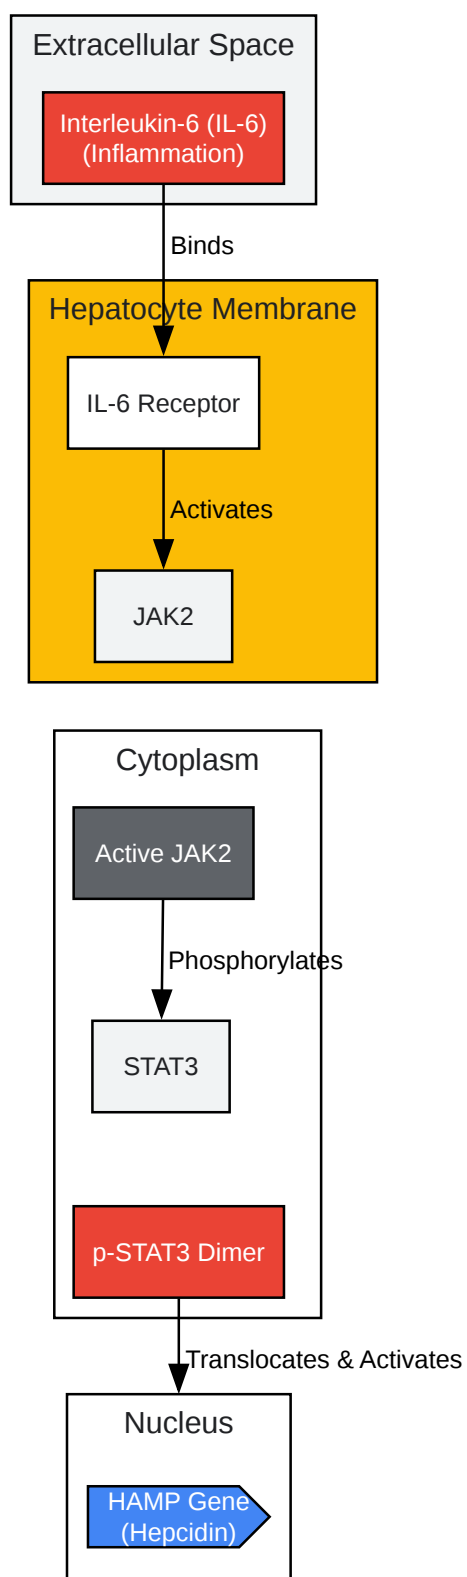 Extracellular Space
Interleukin-6 (IL-6)
(Inflammation)
Binds
Hepatocyte Membrane
IL-6 Receptor
Activates
JAK2
Cytoplasm
Active JAK2
Phosphorylates
STAT3
p-STAT3 Dimer
Translocates & Activates
Nucleus
HAMP Gene
(Hepcidin)